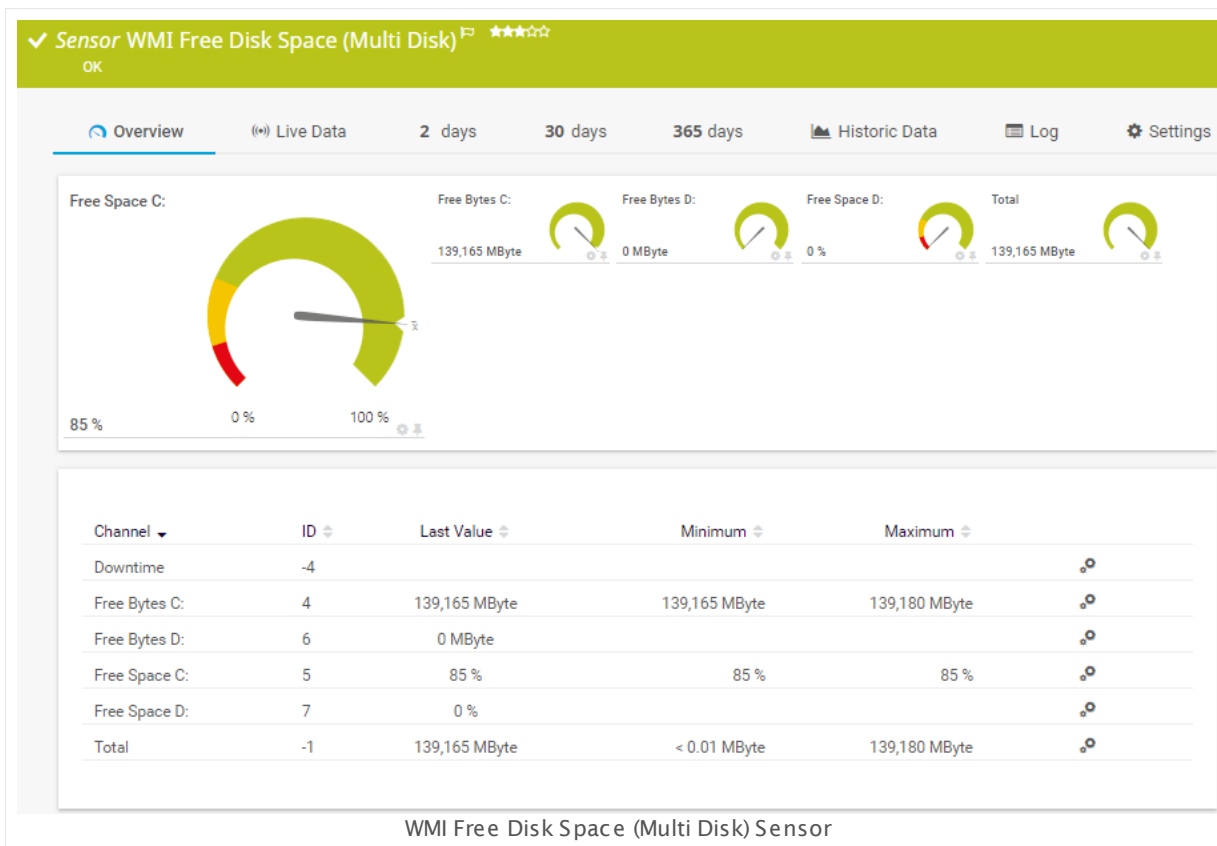 Sensor WMI Free Disk Space (Multi Disk)
OK
Overview Live Data 2 days 30 days 365 days Historic Data Log Settings
Free Space C:
85 %
0 % 100 %
x̄
Free Bytes C:
139,165 MByte
Free Bytes D:
0 MByte
Free Space D:
0 %
Total
139,165 MByte
Channel ID Last Value Minimum Maximum
Downtime -4
Free Bytes C: 4 139,165 MByte 139,165 MByte 139,180 MByte
Free Bytes D: 6 0 MByte
Free Space C: 5 85 % 85 % 85 %
Free Space D: 7 0 %
Total -1 139,165 MByte < 0.01 MByte 139,180 MByte
WMI Free Disk Space (Multi Disk) Sensor